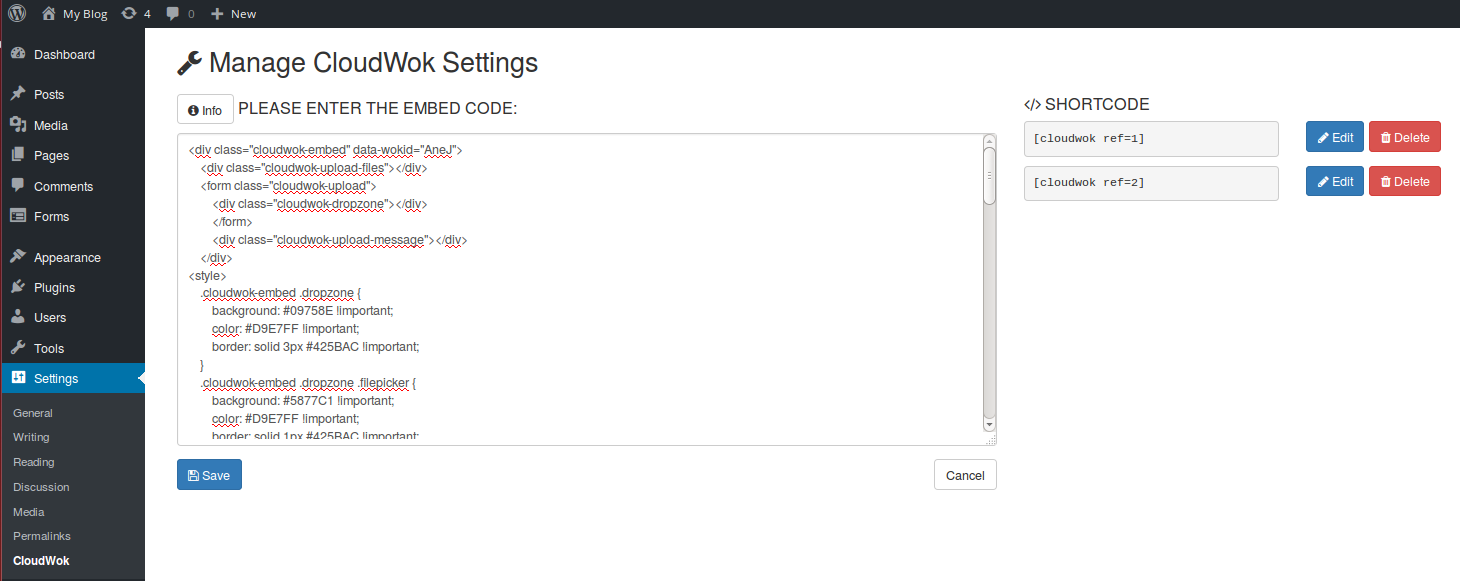 My Blog 4 0 New
Dashboard
Posts
Media
Pages
Comments
Forms
Appearance
Plugins
Users
Tools
Settings
General
Writing
Reading
Discussion
Media
Permalinks
CloudWok
Manage CloudWok Settings
Info PLEASE ENTER THE EMBED CODE:
<div class="cloudwok-embed" data-wokid="AneJ">
<div class="cloudwok-upload-files"></div>
<form class="cloudwok-upload">
<div class="cloudwok-dropzone"></div>
</form>
<div class="cloudwok-upload-message"></div>
</div>
<style>
.cloudwok-embed .dropzone {
background: #09758E !important;
color: #D9E7FF !important;
border: solid 3px #425BAC !important;
}
.cloudwok-embed .dropzone .filepicker {
background: #5877C1 !important;
color: #D9E7FF !important;
border: solid 1px #425BAC !important;
Save Cancel
</> SHORTCODE
[cloudwok ref=1] Edit Delete
[cloudwok ref=2] Edit Delete